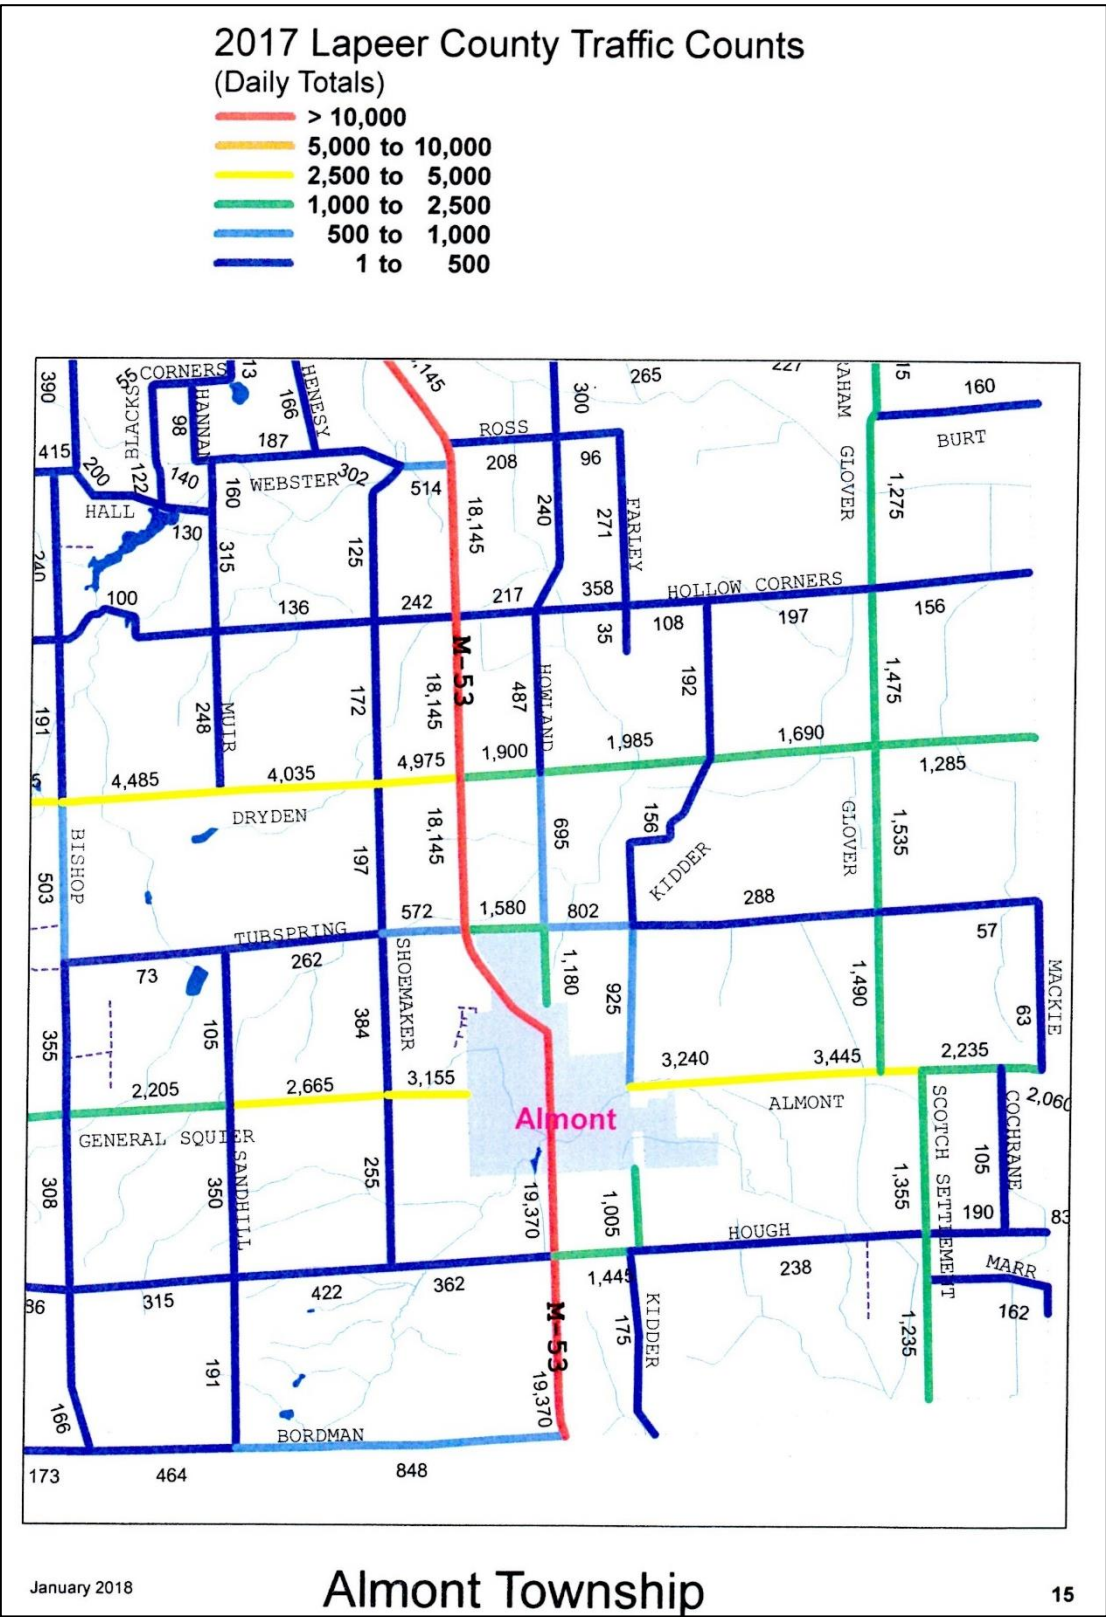 2017 Lapeer County Traffic Counts
(Daily Totals)
> 10,000
5,000 to 10,000
2,500 to 5,000
1,000 to 2,500
500 to 1,000
1 to 500
390
55
CORNERS
13
HENESY
166
,145
300
265
227
AHAM
15
160
BLACKS
98
HANNAN
187
ROSS
208
96
BURT
415
200
122
140
WEBSTER
302
514
GLOVER
1,275
HALL
160
18,145
240
271
FARLEY
130
240
315
125
100
136
242
217
358
HOLLOW CORNERS
35
108
197
156
M-53
191
248
MUIR
172
18,145
487
HOWLAND
192
1,475
4,485
4,035
4,975
1,900
1,985
1,690
1,285
DRYDEN
18,145
695
156
GLOVER
1,535
BISHOP
503
197
KIDDER
572
1,580
802
288
TUBSPRING
57
73
262
SHOEMAKER
1,180
925
1,490
MACKIE
355
105
384
63
3,240
3,445
2,235
2,205
2,665
3,155
2,060
ALMONT
Almont
GENERAL SQUIER
SCOTCH SETTLEMENT
COCHRANE
308
350
SANDHILL
255
19,370
1,005
1,355
105
190
83
HOUGH
36
315
422
362
1,445
238
MARR
162
M-53
175
KIDDER
1,235
191
166
19,370
BORDMAN
173
464
848
January 2018
Almont Township
15